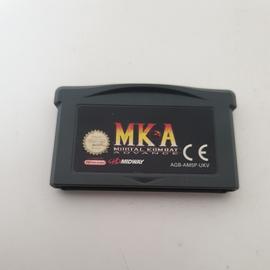 MK A
MORTAL KOMBAT
ADVANCE
Nintendo
MIDWAY
CE
AGB-AM5P-UKV